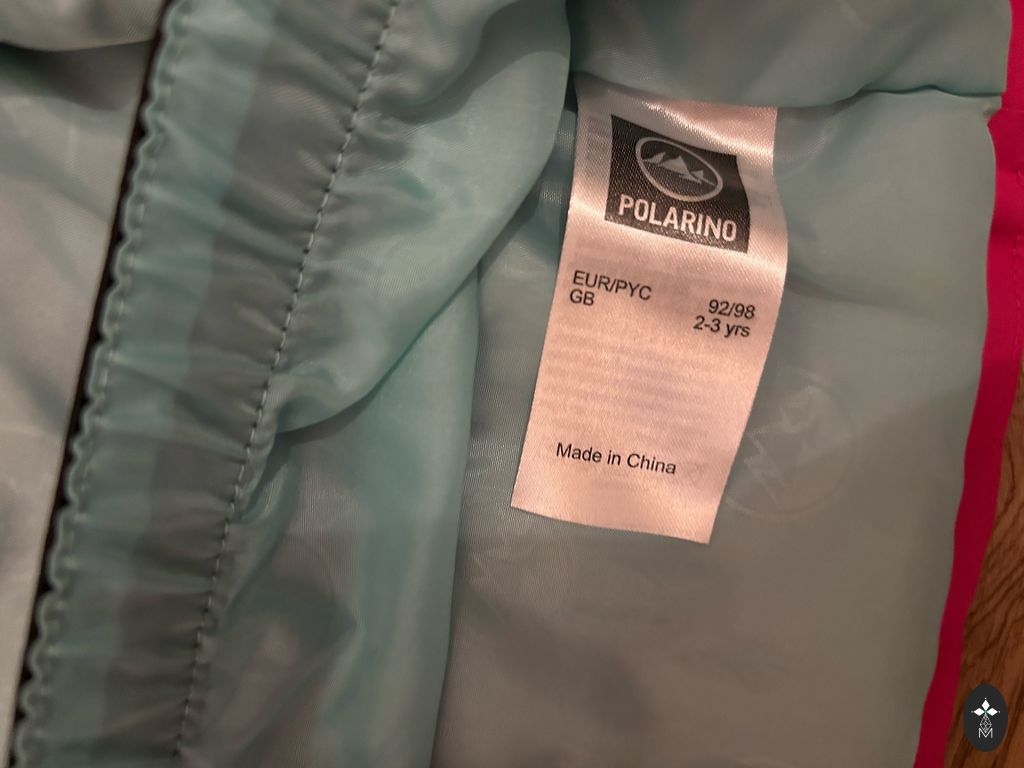 POLARINO
EUR/PYC 92/98
GB 2-3 yrs
Made in China
M